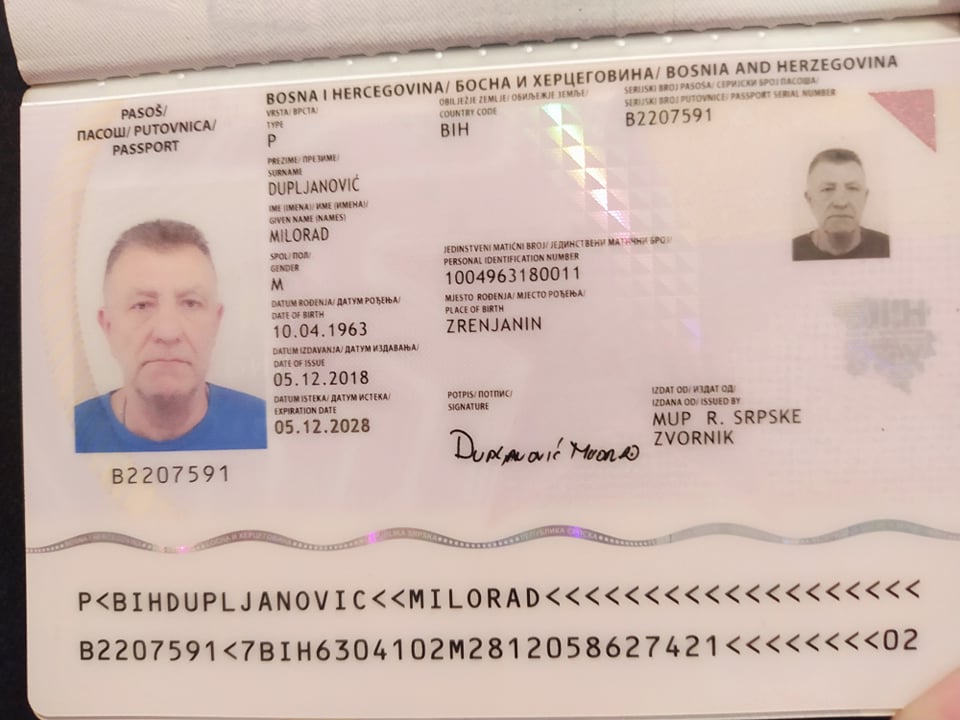 BOSNA I HERCEGOVINA/ БОСНА И ХЕРЦЕГОВИНА/ BOSNIA AND HERZEGOVINA
PASOŠ/
ПАСОШ/ PUTOVNICA/
PASSPORT
VRSTA/ ВРСТА/
TYPE
P
OBILJEŽJE ZEMLJE/ ОБИЉЕЖЈЕ ЗЕМЉЕ/
COUNTRY CODE
BIH
SERIJSKI BROJ PASOŠA/ СЕРИЈСКИ БРОЈ ПАСОША/
SERIJSKI BROJ PUTOVNICE/ PASSPORT SERIAL NUMBER
B2207591
PREZIME/ ПРЕЗИМЕ/
SURNAME
DUPLJANOVIĆ
IME (IMENA)/ ИМЕ (ИМЕНА)/
GIVEN NAME (NAMES)
MILORAD
SPOL/ ПОЛ/
GENDER
M
JEDINSTVENI MATIČNI BROJ/ ЈЕДИНСТВЕНИ МАТИЧНИ БРОЈ/
PERSONAL IDENTIFICATION NUMBER
1004963180011
DATUM ROĐENJA/ ДАТУМ РОЂЕЊА/
DATE OF BIRTH
10.04.1963
MJESTO ROĐENJA/ МЈЕСТО РОЂЕЊА/
PLACE OF BIRTH
ZRENJANIN
DATUM IZDAVANJA/ ДАТУМ ИЗДАВАЊА/
DATE OF ISSUE
05.12.2018
DATUM ISTEKA/ ДАТУМ ИСТЕКА/
EXPIRATION DATE
05.12.2028
POTPIS/ ПОТПИС/
SIGNATURE
IZDAT OD/ ИЗДАТ ОД/
IZDANA OD/ ISSUED BY
MUP R. SRPSKE
ZVORNIK
B2207591
P<BIHDUPLJANOVIC<<MILORAD<<<<<<<<<<<<<<<<<<<
B2207591<7BIH6304102M2812058627421<<<<<<<<02